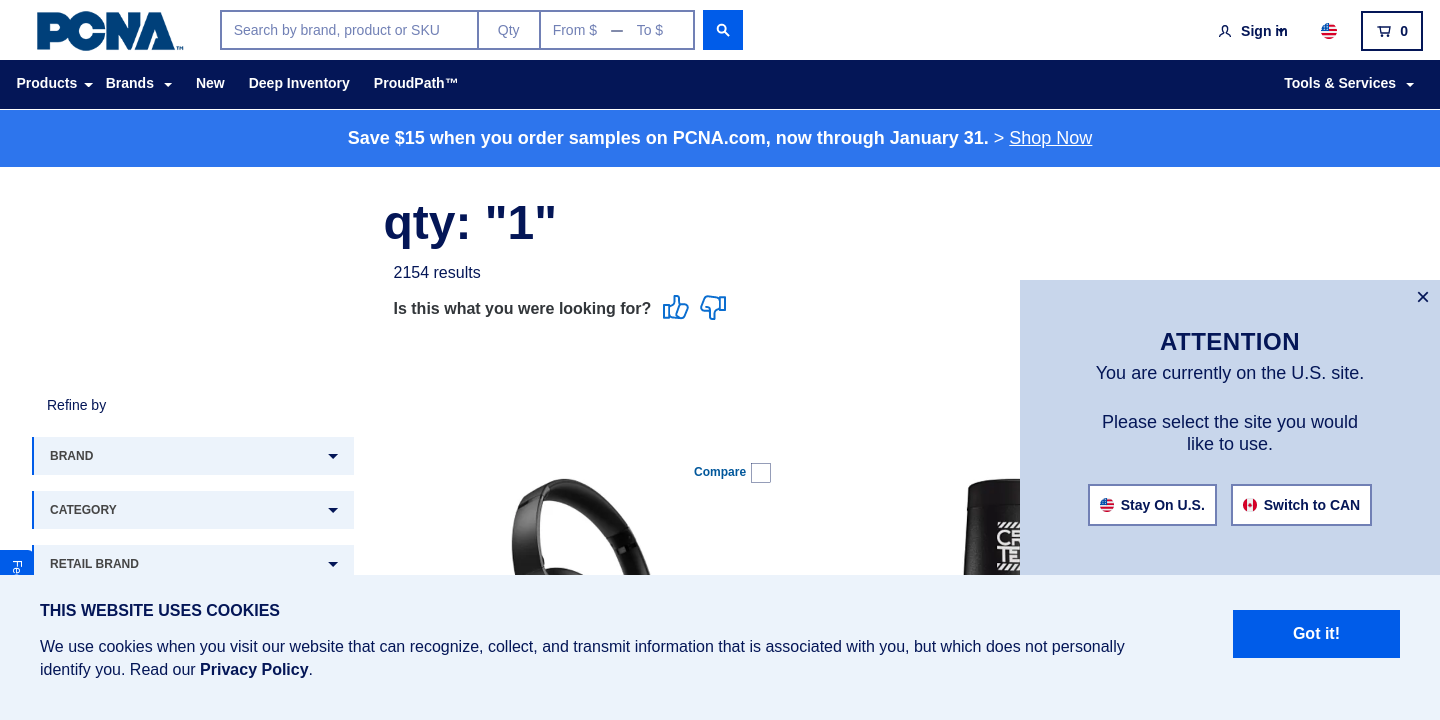 PCNA™
Search by brand, product or SKU
Qty
From $ — To $
Sign in
0
Products
Brands
New
Deep Inventory
ProudPath™
Tools & Services
Save $15 when you order samples on PCNA.com, now through January 31. > Shop Now
qty: "1"
2154 results
Is this what you were looking for?
×
ATTENTION
You are currently on the U.S. site.
Please select the site you would
like to use.
Stay On U.S.
Switch to CAN
Refine by
BRAND
CATEGORY
RETAIL BRAND
Compare
THIS WEBSITE USES COOKIES
We use cookies when you visit our website that can recognize, collect, and transmit information that is associated with you, but which does not personally
identify you. Read our Privacy Policy.
Got it!